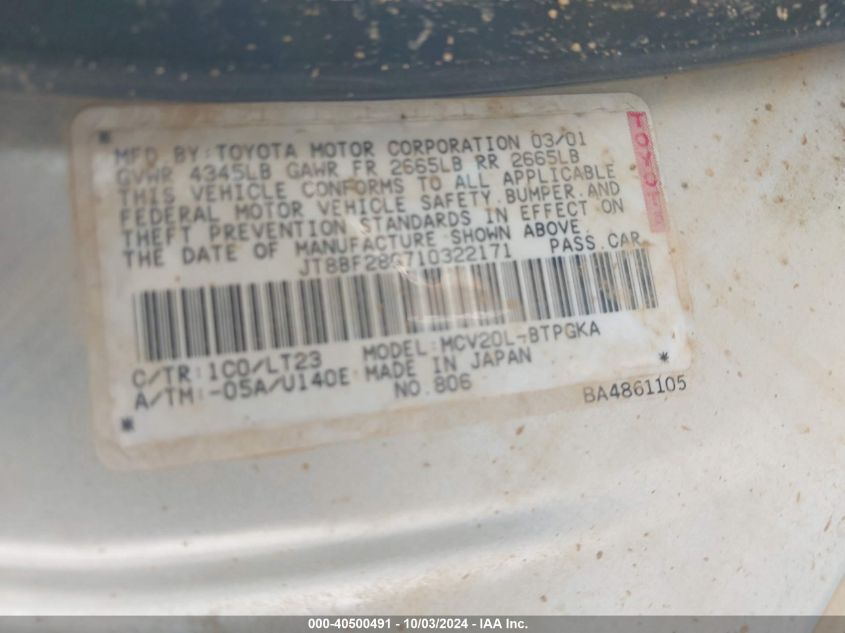 MFD BY:TOYOTA MOTOR CORPORATION 03/01
GVWR 4345LB GAWR FR 2665LB RR 2665LB
THIS VEHICLE CONFORMS TO ALL APPLICABLE
FEDERAL MOTOR VEHICLE SAFETY,BUMPER,AND
THEFT PREVENTION STANDARDS IN EFFECT ON
THE DATE OF MANUFACTURE SHOWN ABOVE.
JT8BF28G710322171 PASS.CAR
C/TR:1C0/LT23 MODEL:MCV20L-BTPGKA
A/TM:-05A/U140E MADE IN JAPAN
NO.806
BA4861105
TOYOTA
000-40500491 - 10/03/2024 - IAA Inc.